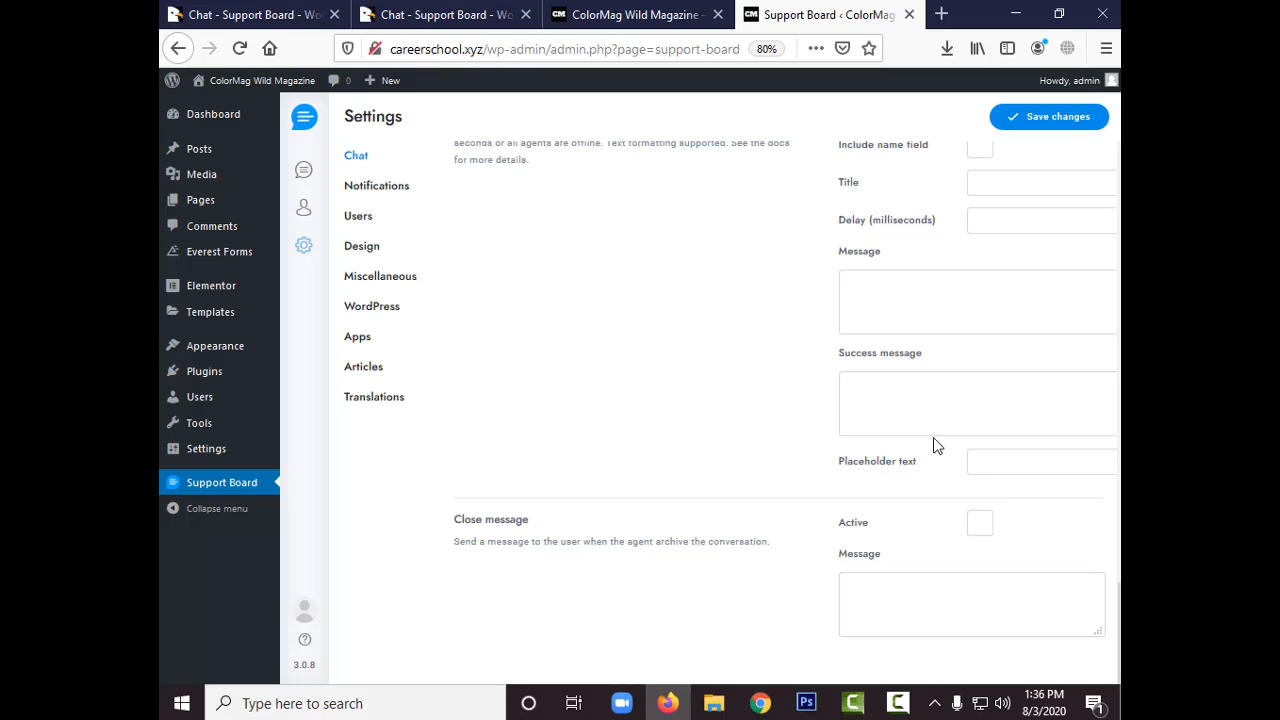 Chat - Support Board - Wo
Chat - Support Board - Wo
CM ColorMag Wild Magazine -
CM Support Board ‹ ColorMag
careerschool.xyz/wp-admin/admin.php?page=support-board 80%
ColorMag Wild Magazine 0 New Howdy, admin
Dashboard
Posts
Media
Pages
Comments
Everest Forms
Elementor
Templates
Appearance
Plugins
Users
Tools
Settings
Support Board
Collapse menu
3.0.8
Settings
Save changes
Chat
Notifications
Users
Design
Miscellaneous
WordPress
Apps
Articles
Translations
seconds or all agents are offline. Text formatting supported. See the docs
for more details.
Include name field
Title
Delay (milliseconds)
Message
Success message
Placeholder text
Close message
Send a message to the user when the agent archive the conversation.
Active
Message
Type here to search
Ps
1:36 PM
8/3/2020
1